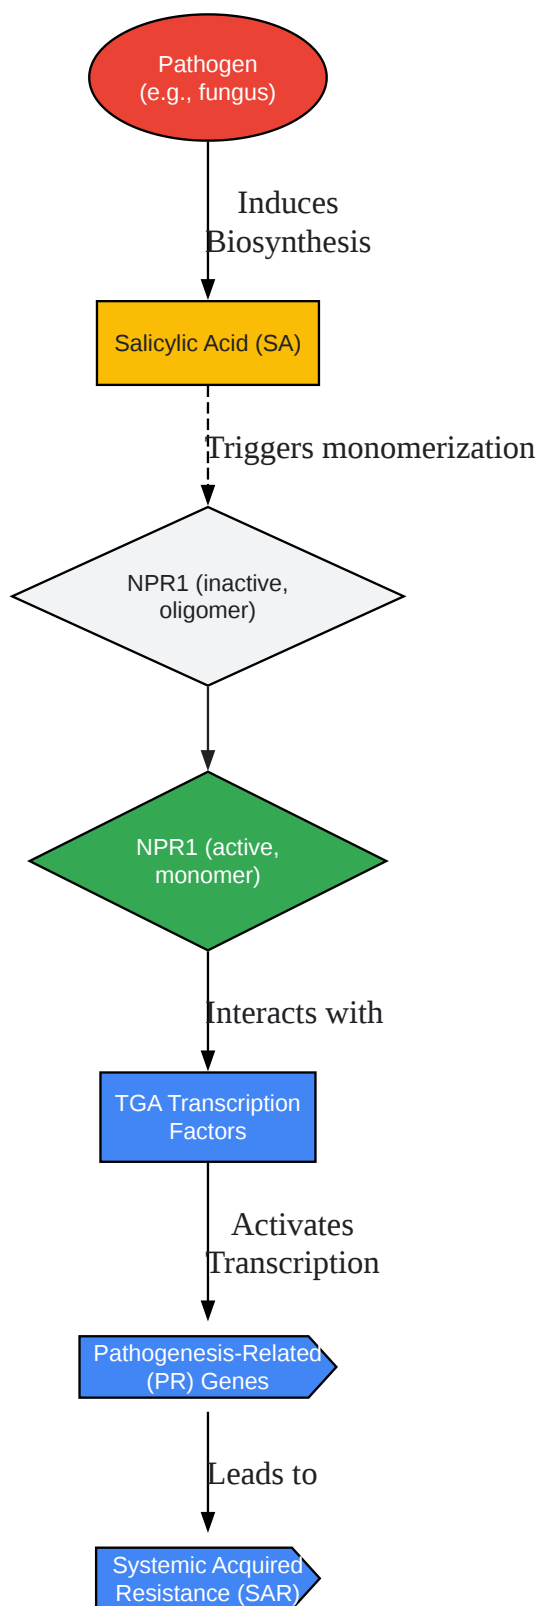 Pathogen
(e.g., fungus)
Induces
Biosynthesis
Salicylic Acid (SA)
Triggers monomerization
NPR1 (inactive,
oligomer)
NPR1 (active,
monomer)
Interacts with
TGA Transcription
Factors
Activates
Transcription
Pathogenesis-Related
(PR) Genes
Leads to
Systemic Acquired
Resistance (SAR)